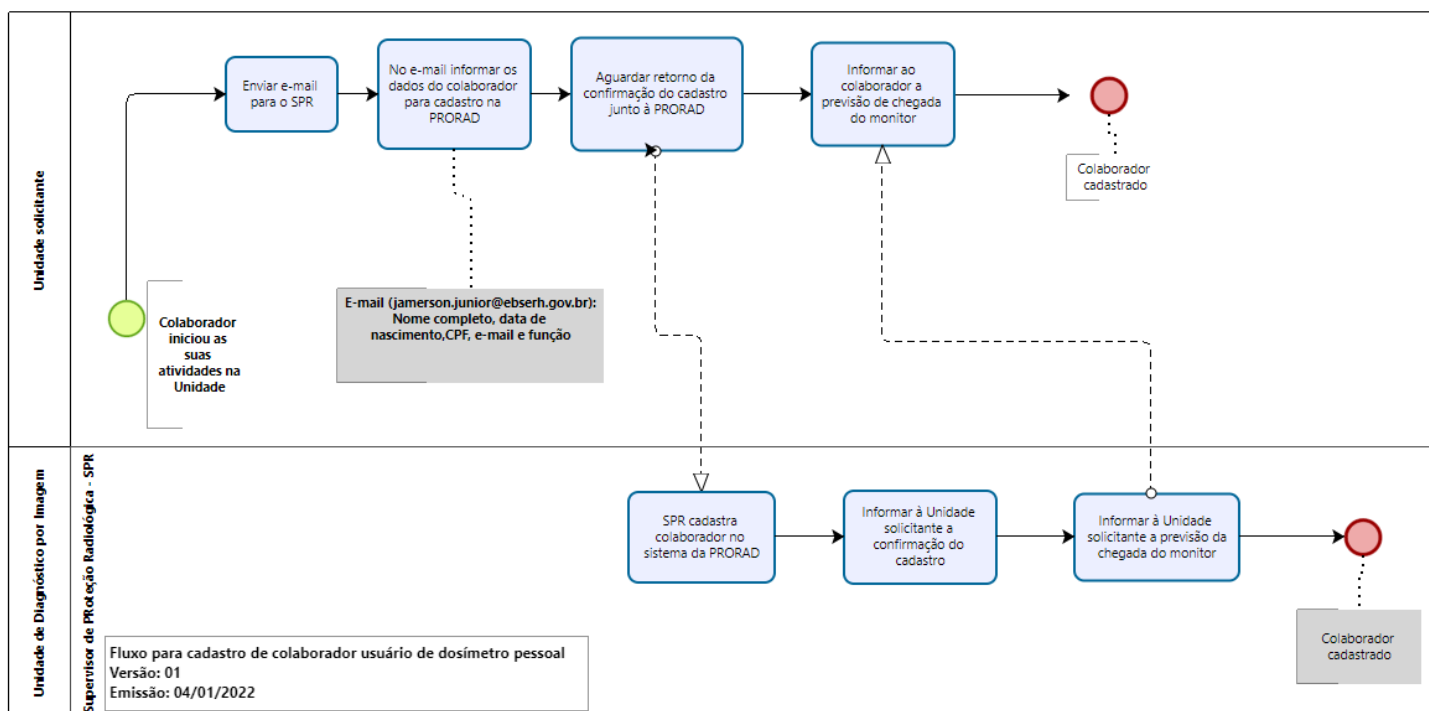 Unidade solicitante
Enviar e-mail
para o SPR
No e-mail informar os
dados do colaborador
para cadastro na
PRORAD
Aguardar retorno da
confirmação do cadastro
junto à PRORAD
Informar ao
colaborador a
previsão de chegada
do monitor
Colaborador
cadastrado
Colaborador
iniciou as
suas
atividades na
Unidade
E-mail (jamerson.junior@ebserh.gov.br):
Nome completo, data de
nascimento,CPF, e-mail e função
Unidade de Diagnóstico por Imagem
Supervisor de PRoteção Radiológica - SPR
SPR cadastra
colaborador no
sistema da PRORAD
Informar à Unidade
solicitante a
confirmação do
cadastro
Informar à Unidade
solicitante a previsão da
chegada do monitor
Colaborador
cadastrado
Fluxo para cadastro de colaborador usuário de dosímetro pessoal
Versão: 01
Emissão: 04/01/2022